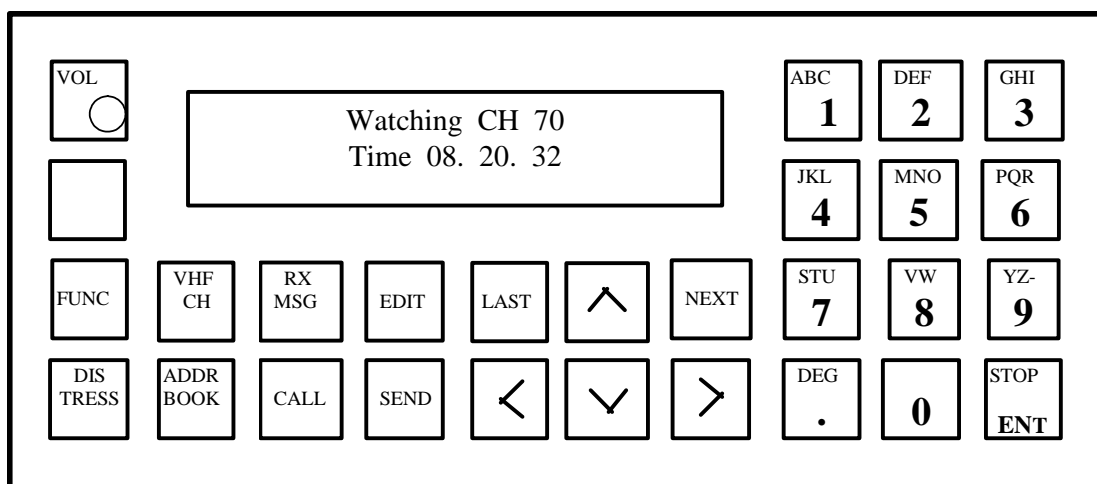 VOL
Watching CH 70
Time 08. 20. 32
ABC
1
DEF
2
GHI
3
JKL
4
MNO
5
PQR
6
FUNC
VHF
CH
RX
MSG
EDIT
LAST
NEXT
STU
7
VW
8
YZ-
9
DIS
TRESS
ADDR
BOOK
CALL
SEND
DEG
.
0
STOP
ENT